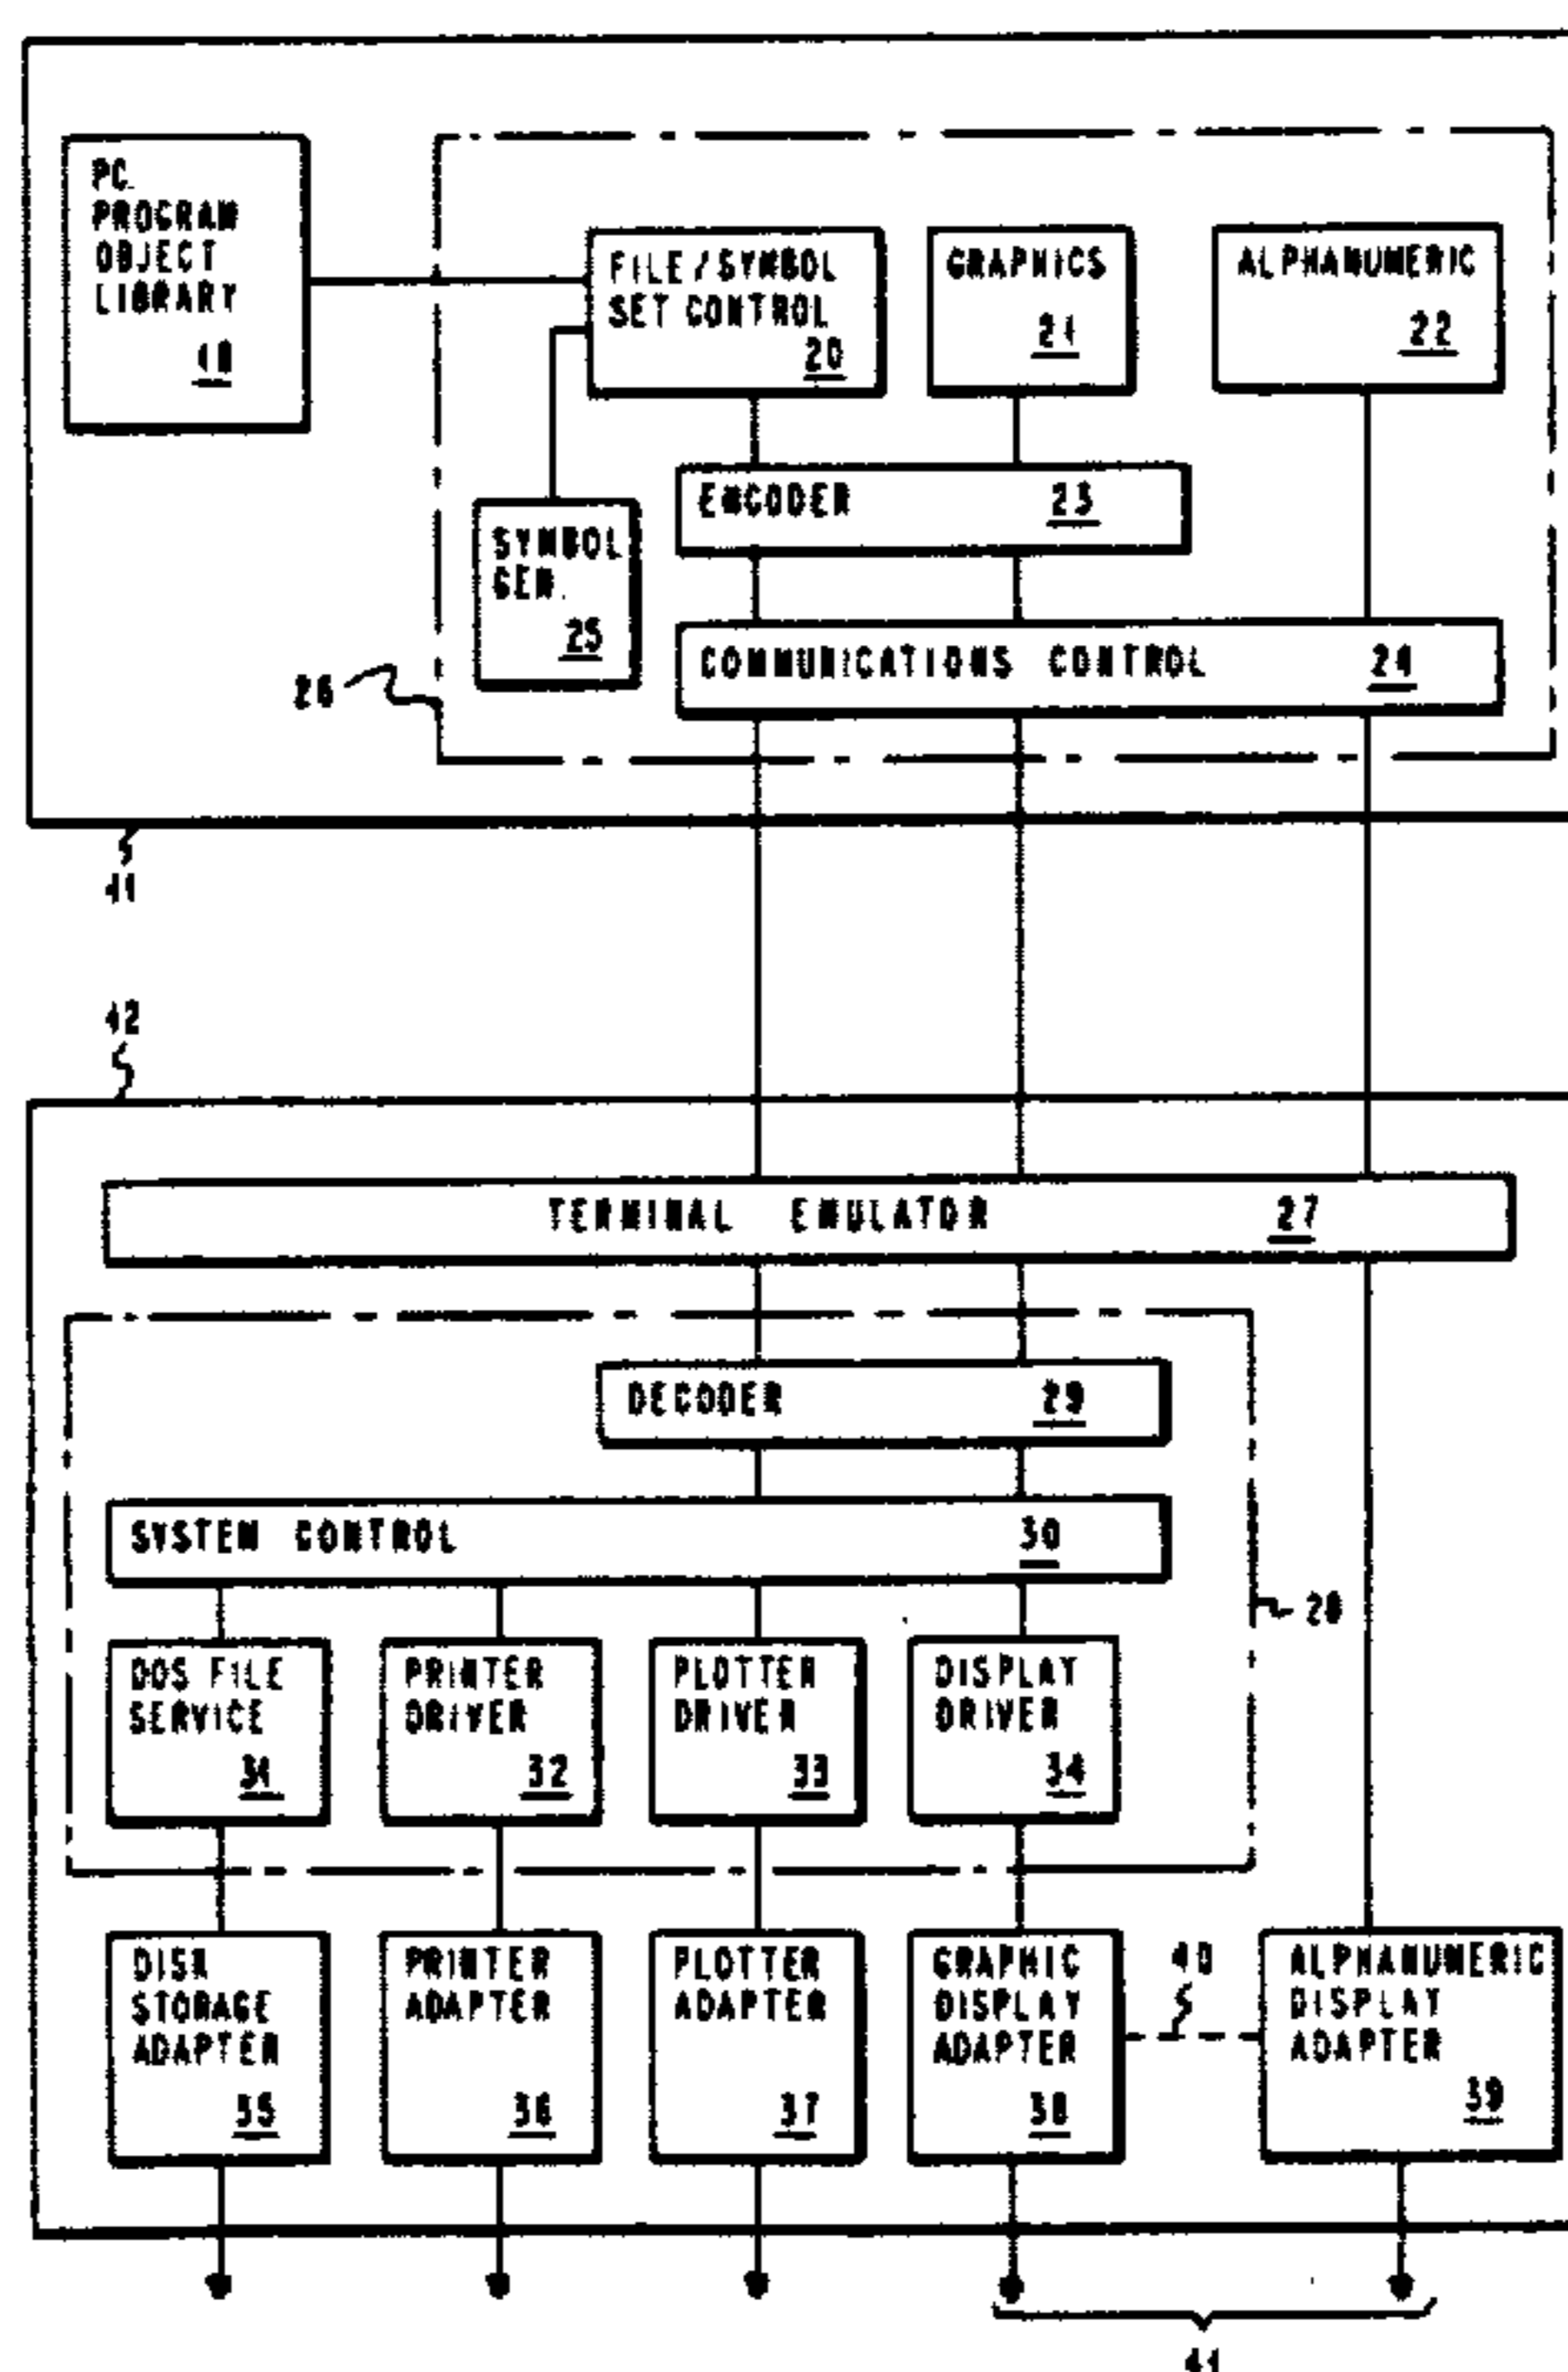 PC
PROGRAM
OBJECT
LIBRARY
FILE/SYMBOL
SET CONTROL
20
GRAPHICS
21
ALPHANUMERIC
22
ENCODER 23
SYMBOL
GEN.
25
COMMUNICATIONS CONTROL 24
26
41
42
TERMINAL EMULATOR 27
DECODER 29
SYSTEM CONTROL 30
28
DOS FILE
SERVICE
31
PRINTER
DRIVER
32
PLOTTER
DRIVER
33
DISPLAY
DRIVER
34
DISK
STORAGE
ADAPTER
35
PRINTER
ADAPTER
36
PLOTTER
ADAPTER
37
GRAPHIC
DISPLAY
ADAPTER
38
40
ALPHANUMERIC
DISPLAY
ADAPTER
39
41